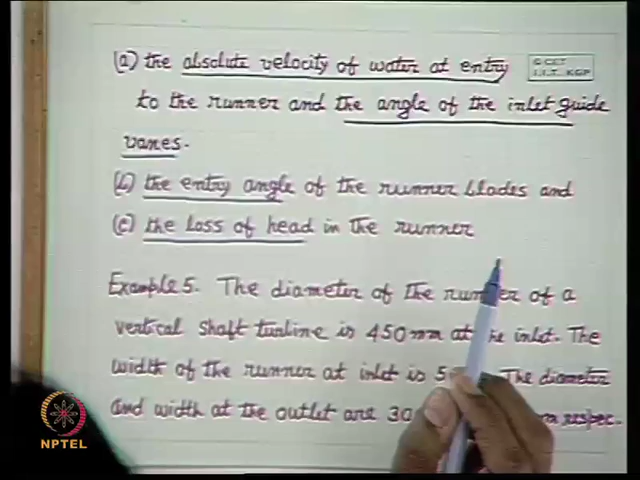 (a) the absolute velocity of water at entry
© CET
I.I.T. KGP
to the runner and the angle of the inlet guide
vanes.
(b) the entry angle of the runner blades and
(c) the loss of head in the runner
Example 5. The diameter of the runner of a
vertical shaft turbine is 450mm at the inlet. The
width of the runner at inlet is 5 The diameter
and width at the outlet are 30 respec.
NPTEL